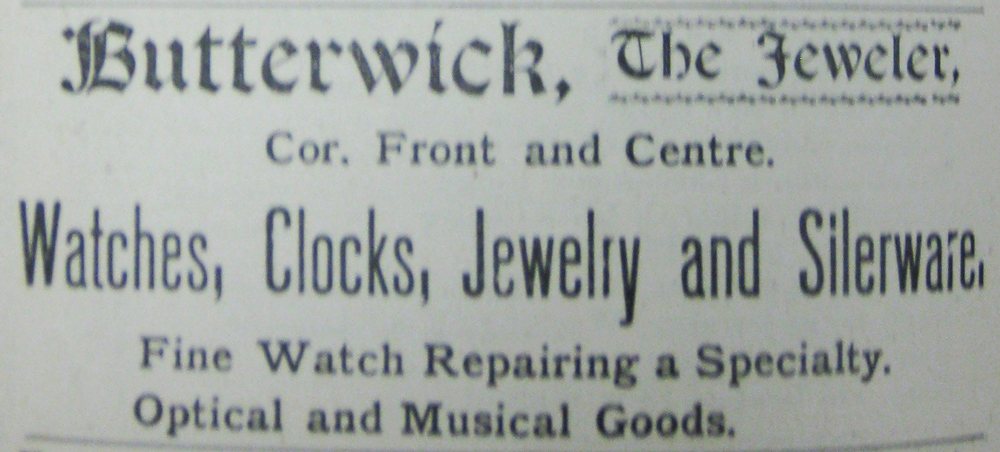 Butterwick, The Jeweler,
Cor. Front and Centre.
Watches, Clocks, Jewelry and Silerware.
Fine Watch Repairing a Specialty.
Optical and Musical Goods.